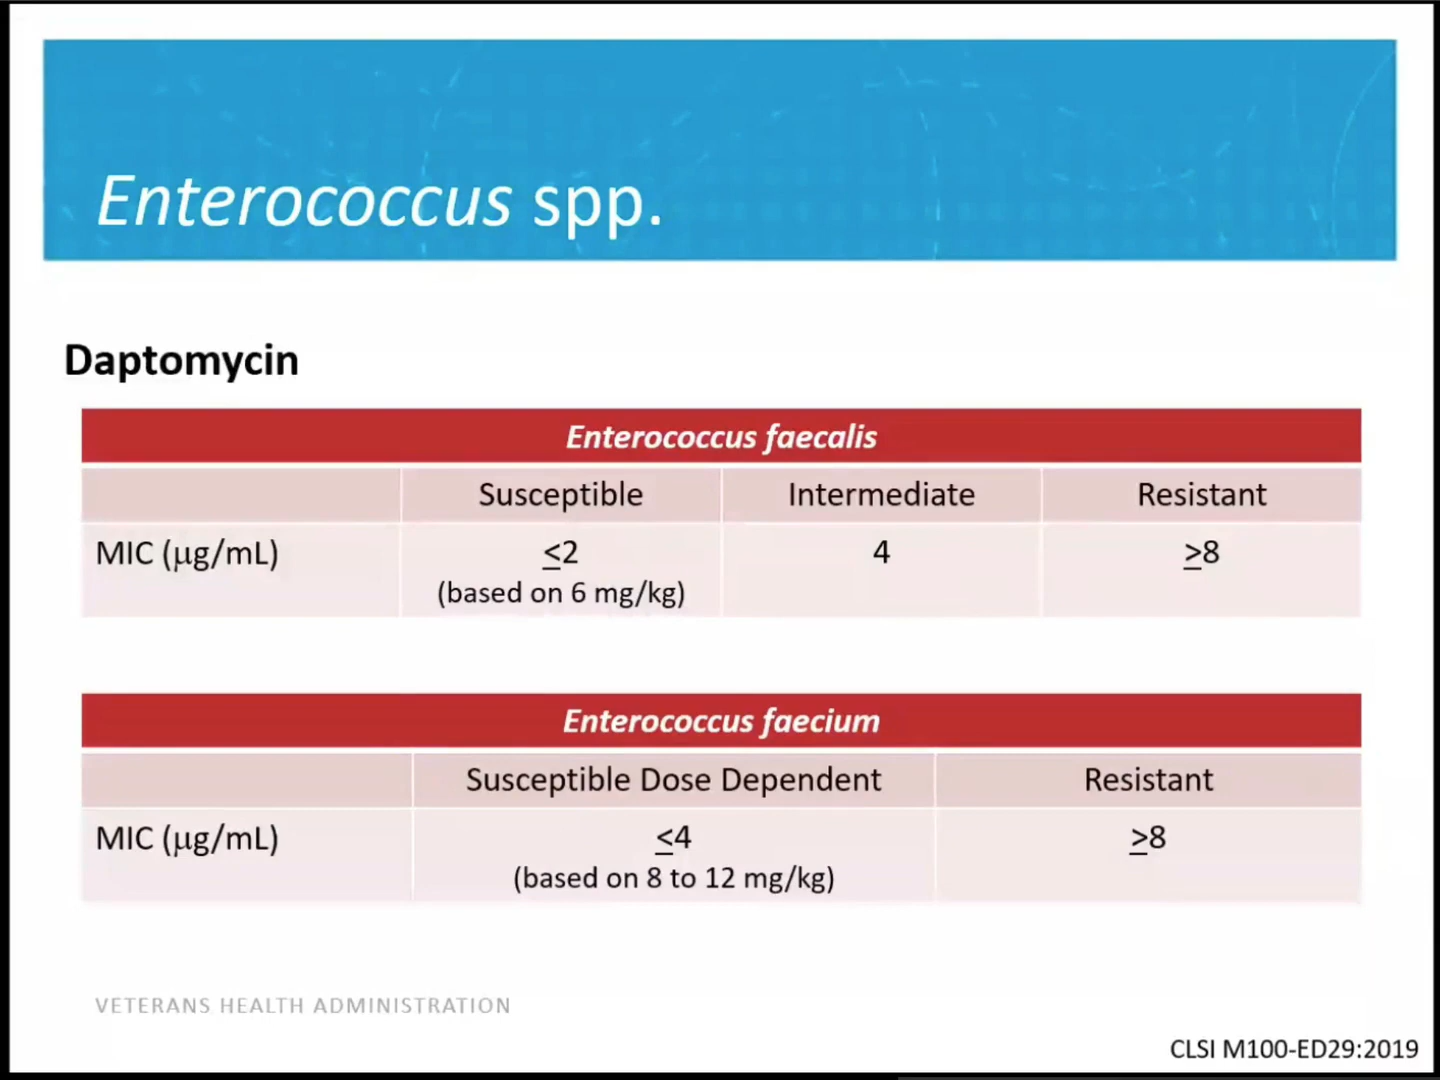 Enterococcus spp.
Daptomycin
Enterococcus faecalis
Susceptible Intermediate Resistant
MIC (μg/mL) ≤2 4 ≥8
(based on 6 mg/kg)
Enterococcus faecium
Susceptible Dose Dependent Resistant
MIC (μg/mL) ≤4 ≥8
(based on 8 to 12 mg/kg)
VETERANS HEALTH ADMINISTRATION
CLSI M100-ED29:2019